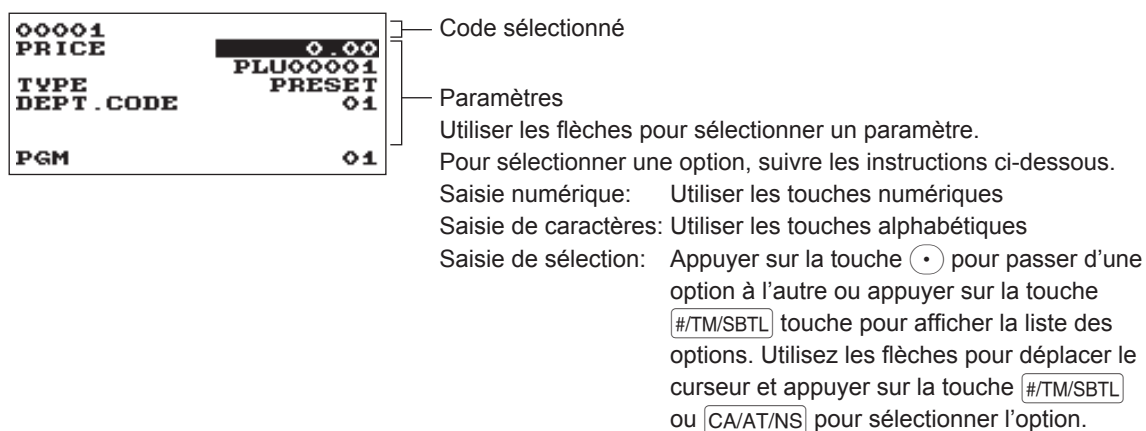 00001
PRICE 0.00
PLU00001
TYPE PRESET
DEPT.CODE 01
PGM 01
Code sélectionné
Paramètres
Utiliser les flèches pour sélectionner un paramètre.
Pour sélectionner une option, suivre les instructions ci-dessous.
Saisie numérique: Utiliser les touches numériques
Saisie de caractères: Utiliser les touches alphabétiques
Saisie de sélection: Appuyer sur la touche • pour passer d'une
option à l'autre ou appuyer sur la touche
#/TM/SBTL touche pour afficher la liste des
options. Utilisez les flèches pour déplacer le
curseur et appuyer sur la touche #/TM/SBTL
ou CA/AT/NS pour sélectionner l'option.